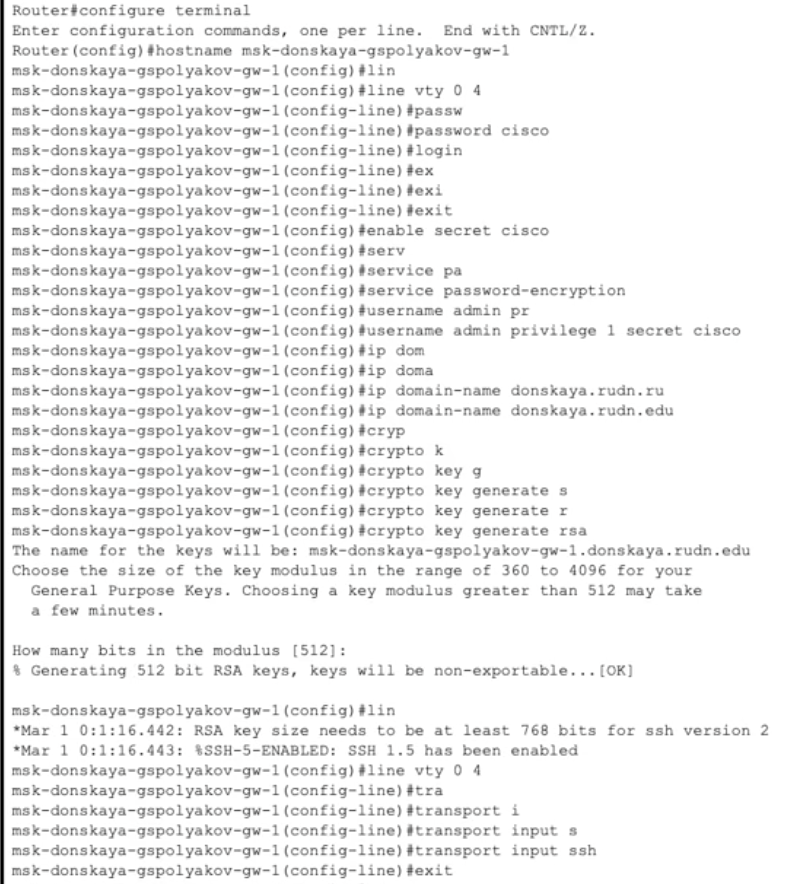 Router#configure terminal
Enter configuration commands, one per line.  End with CNTL/Z.
Router(config)#hostname msk-donskaya-gspolyakov-gw-1
msk-donskaya-gspolyakov-gw-1(config)#lin
msk-donskaya-gspolyakov-gw-1(config)#line vty 0 4
msk-donskaya-gspolyakov-gw-1(config-line)#passw
msk-donskaya-gspolyakov-gw-1(config-line)#password cisco
msk-donskaya-gspolyakov-gw-1(config-line)#login
msk-donskaya-gspolyakov-gw-1(config-line)#ex
msk-donskaya-gspolyakov-gw-1(config-line)#exi
msk-donskaya-gspolyakov-gw-1(config-line)#exit
msk-donskaya-gspolyakov-gw-1(config)#enable secret cisco
msk-donskaya-gspolyakov-gw-1(config)#serv
msk-donskaya-gspolyakov-gw-1(config)#service pa
msk-donskaya-gspolyakov-gw-1(config)#service password-encryption
msk-donskaya-gspolyakov-gw-1(config)#username admin pr
msk-donskaya-gspolyakov-gw-1(config)#username admin privilege 1 secret cisco
msk-donskaya-gspolyakov-gw-1(config)#ip dom
msk-donskaya-gspolyakov-gw-1(config)#ip doma
msk-donskaya-gspolyakov-gw-1(config)#ip domain-name donskaya.rudn.ru
msk-donskaya-gspolyakov-gw-1(config)#ip domain-name donskaya.rudn.edu
msk-donskaya-gspolyakov-gw-1(config)#cryp
msk-donskaya-gspolyakov-gw-1(config)#crypto k
msk-donskaya-gspolyakov-gw-1(config)#crypto key g
msk-donskaya-gspolyakov-gw-1(config)#crypto key generate s
msk-donskaya-gspolyakov-gw-1(config)#crypto key generate r
msk-donskaya-gspolyakov-gw-1(config)#crypto key generate rsa
The name for the keys will be: msk-donskaya-gspolyakov-gw-1.donskaya.rudn.edu
Choose the size of the key modulus in the range of 360 to 4096 for your
  General Purpose Keys. Choosing a key modulus greater than 512 may take
  a few minutes.

How many bits in the modulus [512]:
% Generating 512 bit RSA keys, keys will be non-exportable...[OK]

msk-donskaya-gspolyakov-gw-1(config)#lin
*Mar 1 0:1:16.442: RSA key size needs to be at least 768 bits for ssh version 2
*Mar 1 0:1:16.443: %SSH-5-ENABLED: SSH 1.5 has been enabled
msk-donskaya-gspolyakov-gw-1(config)#line vty 0 4
msk-donskaya-gspolyakov-gw-1(config-line)#tra
msk-donskaya-gspolyakov-gw-1(config-line)#transport i
msk-donskaya-gspolyakov-gw-1(config-line)#transport input s
msk-donskaya-gspolyakov-gw-1(config-line)#transport input ssh
msk-donskaya-gspolyakov-gw-1(config-line)#exit